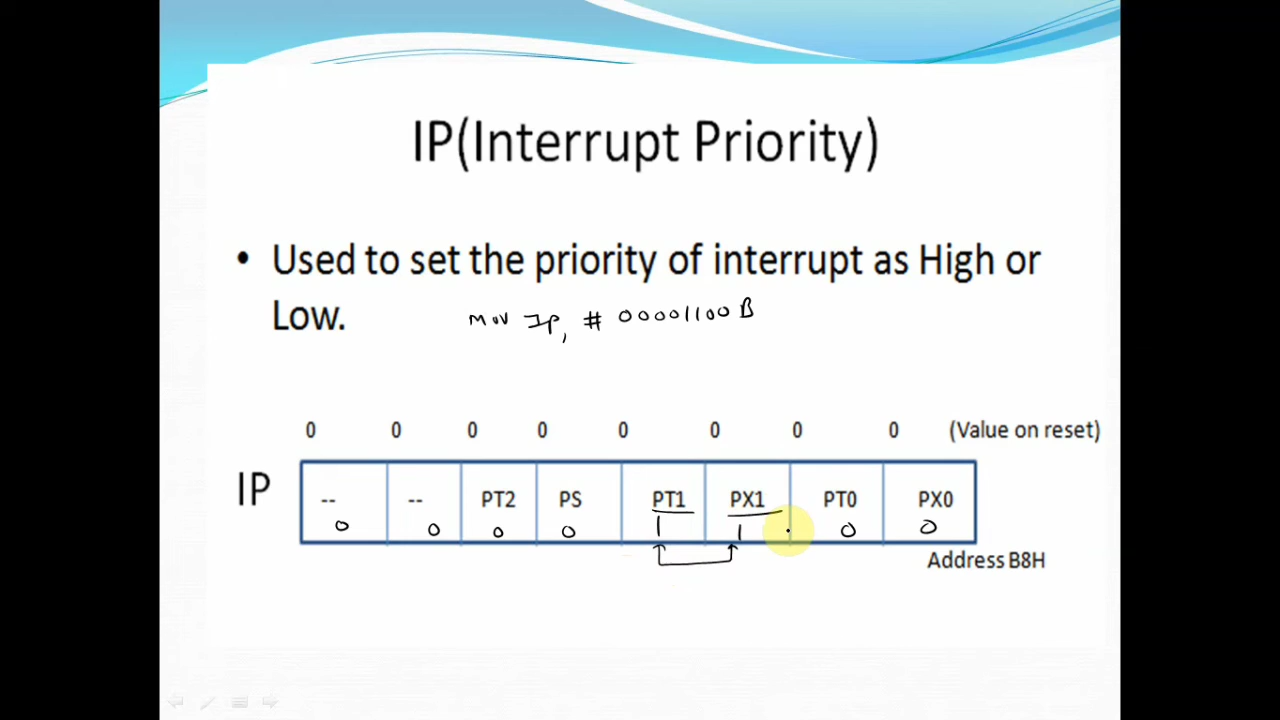 IP(Interrupt Priority)
• Used to set the priority of interrupt as High or
Low.
Mov IP, # 00001100 B
0 0 0 0 0 0 0 0 (Value on reset)
IP -- -- PT2 PS PT1 PX1 PT0 PX0
0 0 0 0 1 1 0 0
Address B8H